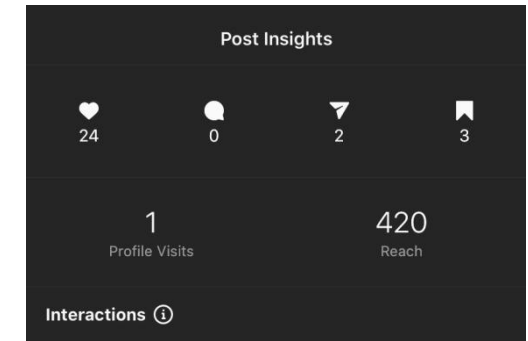 Post Insights
24 0 2 3
1 420
Profile Visits Reach
Interactions